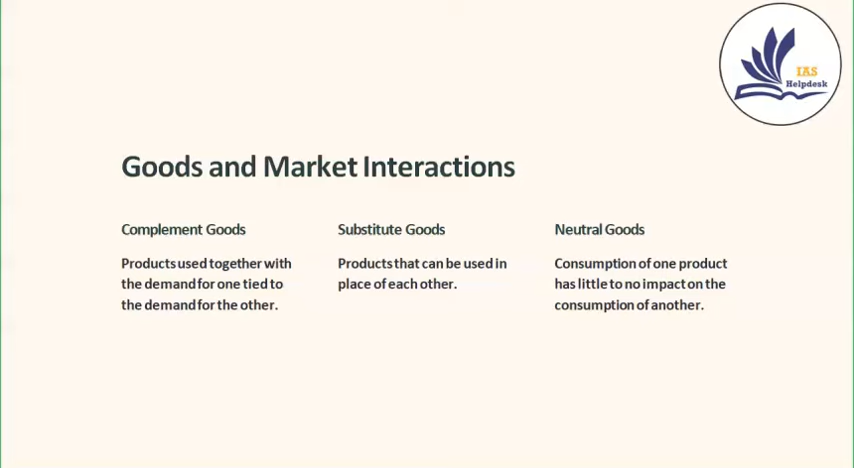 IAS
Helpdesk
Goods and Market Interactions
Complement Goods
Products used together with
the demand for one tied to
the demand for the other.
Substitute Goods
Products that can be used in
place of each other.
Neutral Goods
Consumption of one product
has little to no impact on the
consumption of another.